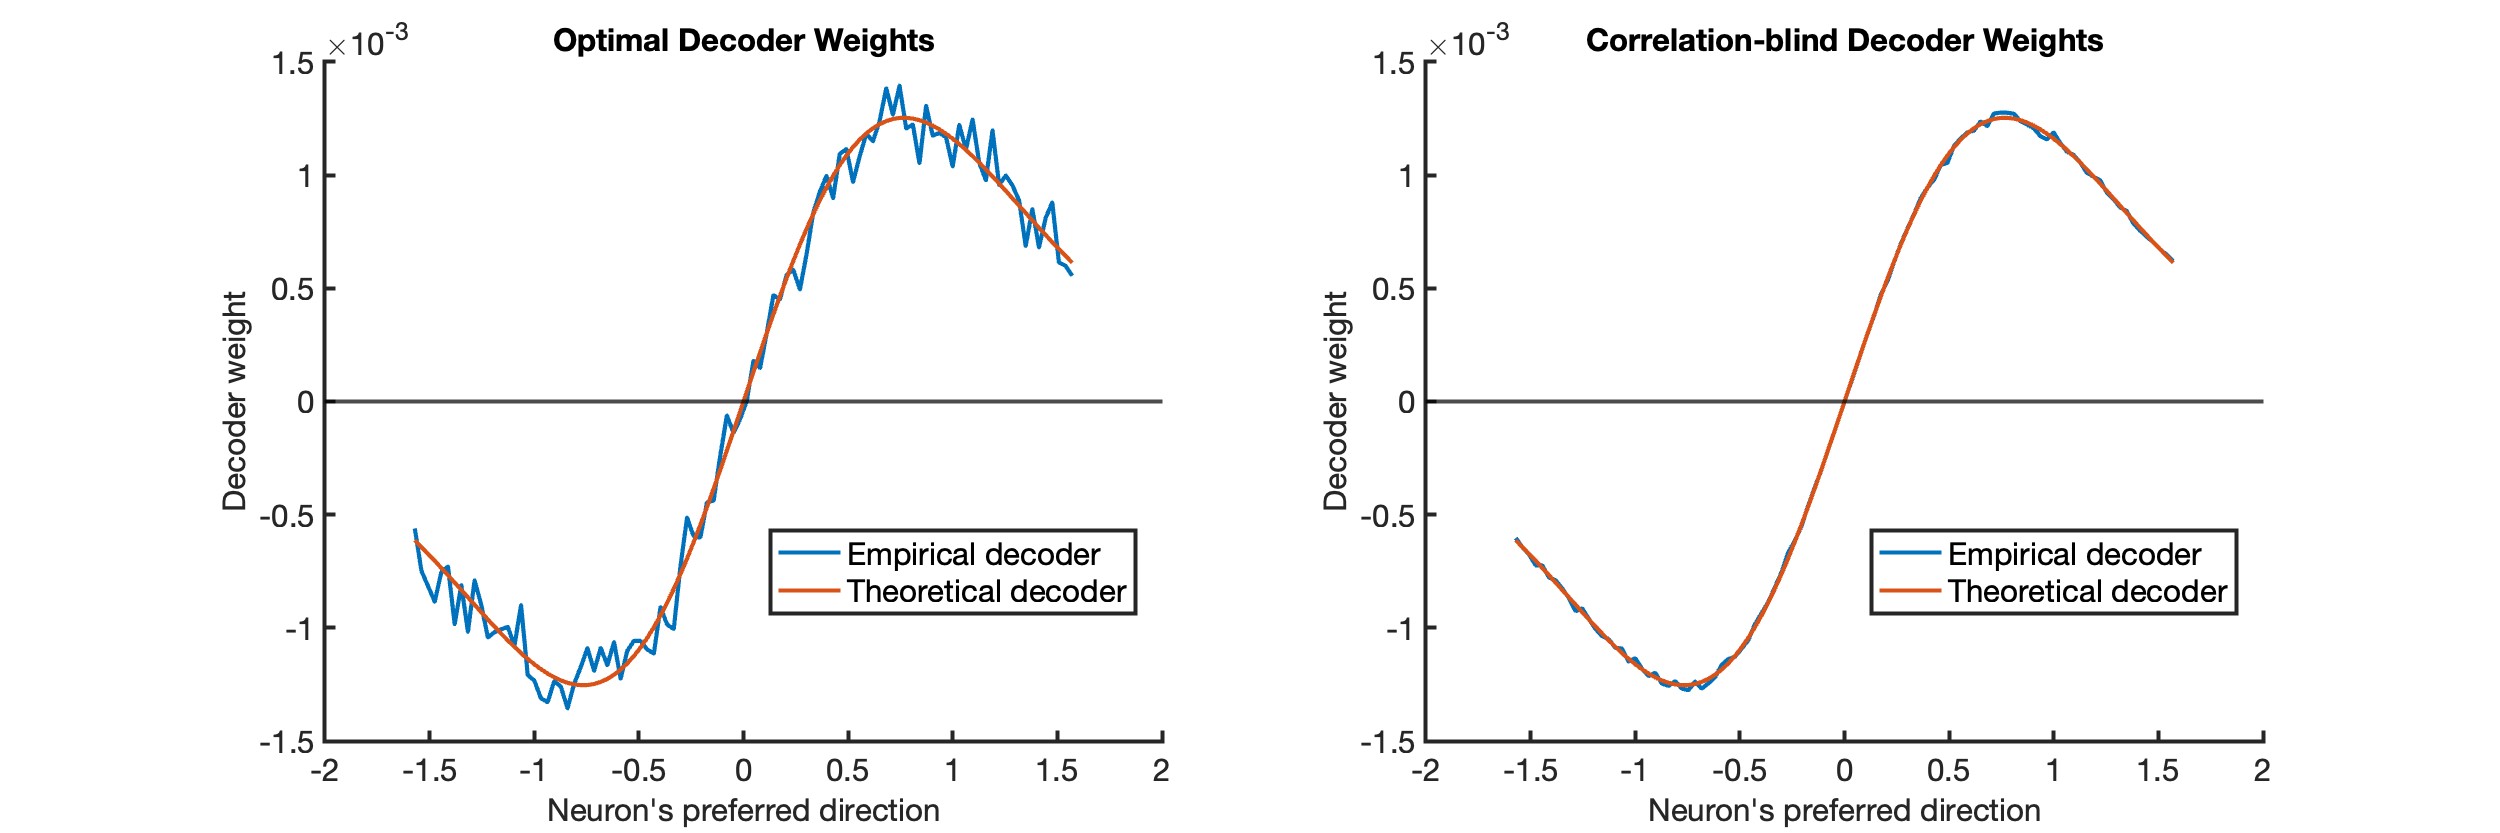 Optimal Decoder Weights
×10-3
1.5
1
0.5
0
-0.5
-1
-1.5
Decoder weight
Empirical decoder
Theoretical decoder
-2 -1.5 -1 -0.5 0 0.5 1 1.5 2
Neuron's preferred direction
Correlation-blind Decoder Weights
×10-3
1.5
1
0.5
0
-0.5
-1
-1.5
Decoder weight
Empirical decoder
Theoretical decoder
-2 -1.5 -1 -0.5 0 0.5 1 1.5 2
Neuron's preferred direction